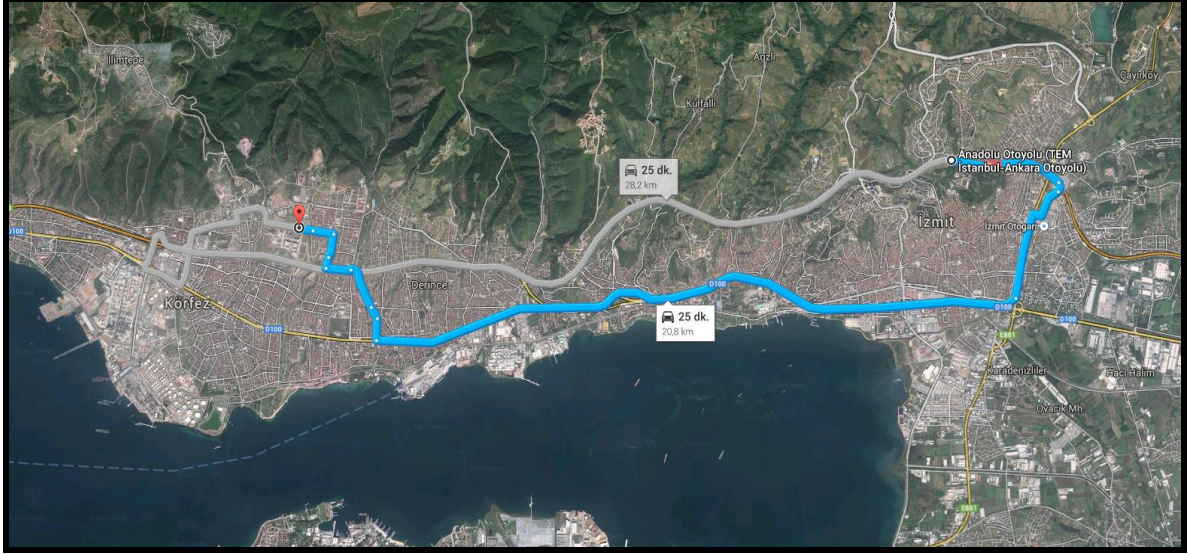 İlimtepe
Arızlı
Çayırköy
Kulfallı
25 dk.
28,2 km
Anadolu Otoyolu (TEM
İstanbul-Ankara Otoyolu)
İzmit
İzmit Otogarı
D100
Derince
D100
Körfez
D100
D100
D100
25 dk.
20,8 km
E881
Karadenizliler
Hacı Halim
Ovacık Mh.
E881